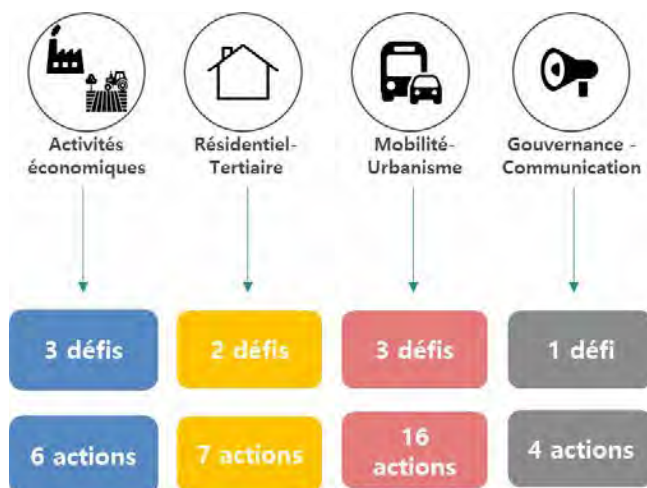 Activités
économiques
Résidentiel-
Tertiaire
Mobilité-
Urbanisme
Gouvernance -
Communication
3 défis
2 défis
3 défis
1 défi
6 actions
7 actions
16
actions
4 actions